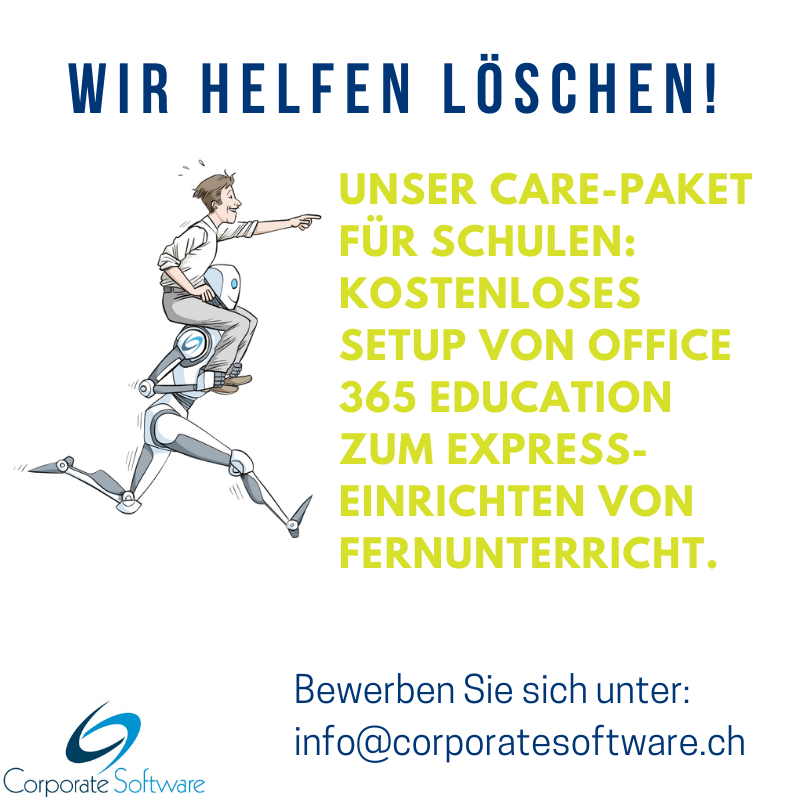 WIR HELFEN LÖSCHEN!
UNSER CARE-PAKET
FÜR SCHULEN:
KOSTENLOSES
SETUP VON OFFICE
365 EDUCATION
ZUM EXPRESS-
EINRICHTEN VON
FERNUNTERRICHT.
Bewerben Sie sich unter:
info@corporatesoftware.ch
Corporate Software